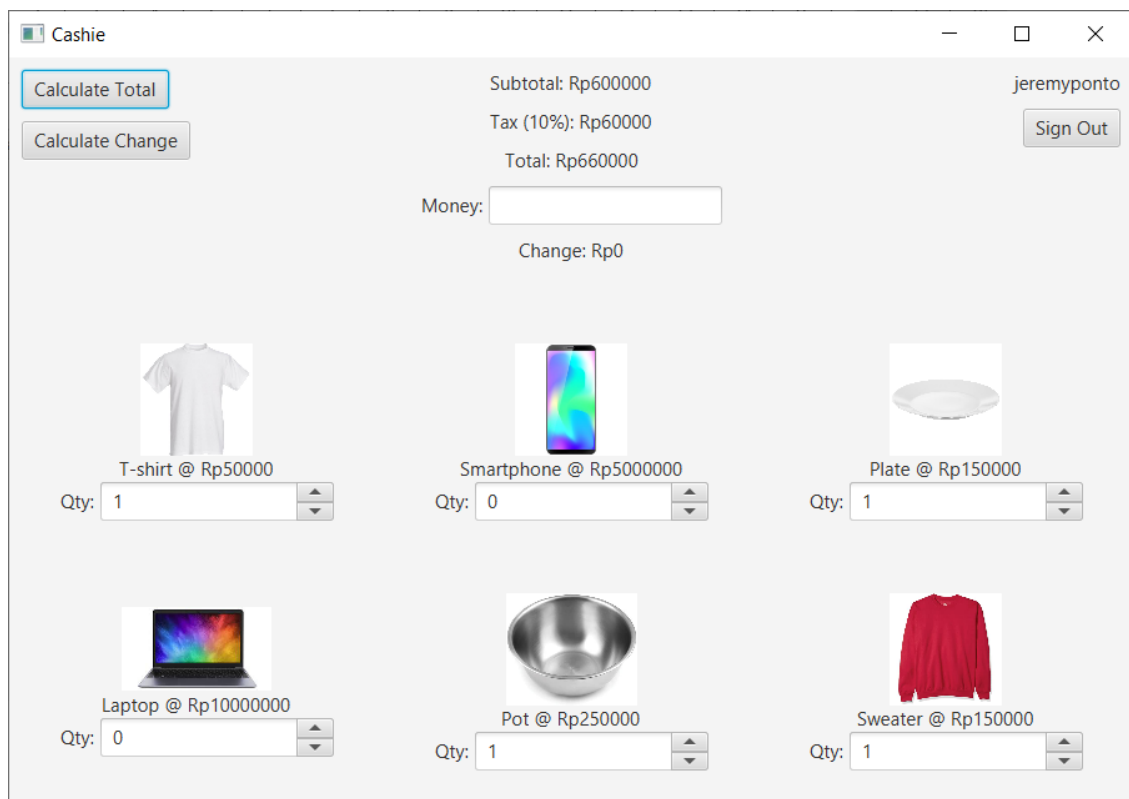 Cashie
Calculate Total
Calculate Change
Subtotal: Rp600000
Tax (10%): Rp60000
Total: Rp660000
Money:
Change: Rp0
jeremyponto
Sign Out
T-shirt @ Rp50000
Qty: 1
Smartphone @ Rp5000000
Qty: 0
Plate @ Rp150000
Qty: 1
Laptop @ Rp10000000
Qty: 0
Pot @ Rp250000
Qty: 1
Sweater @ Rp150000
Qty: 1